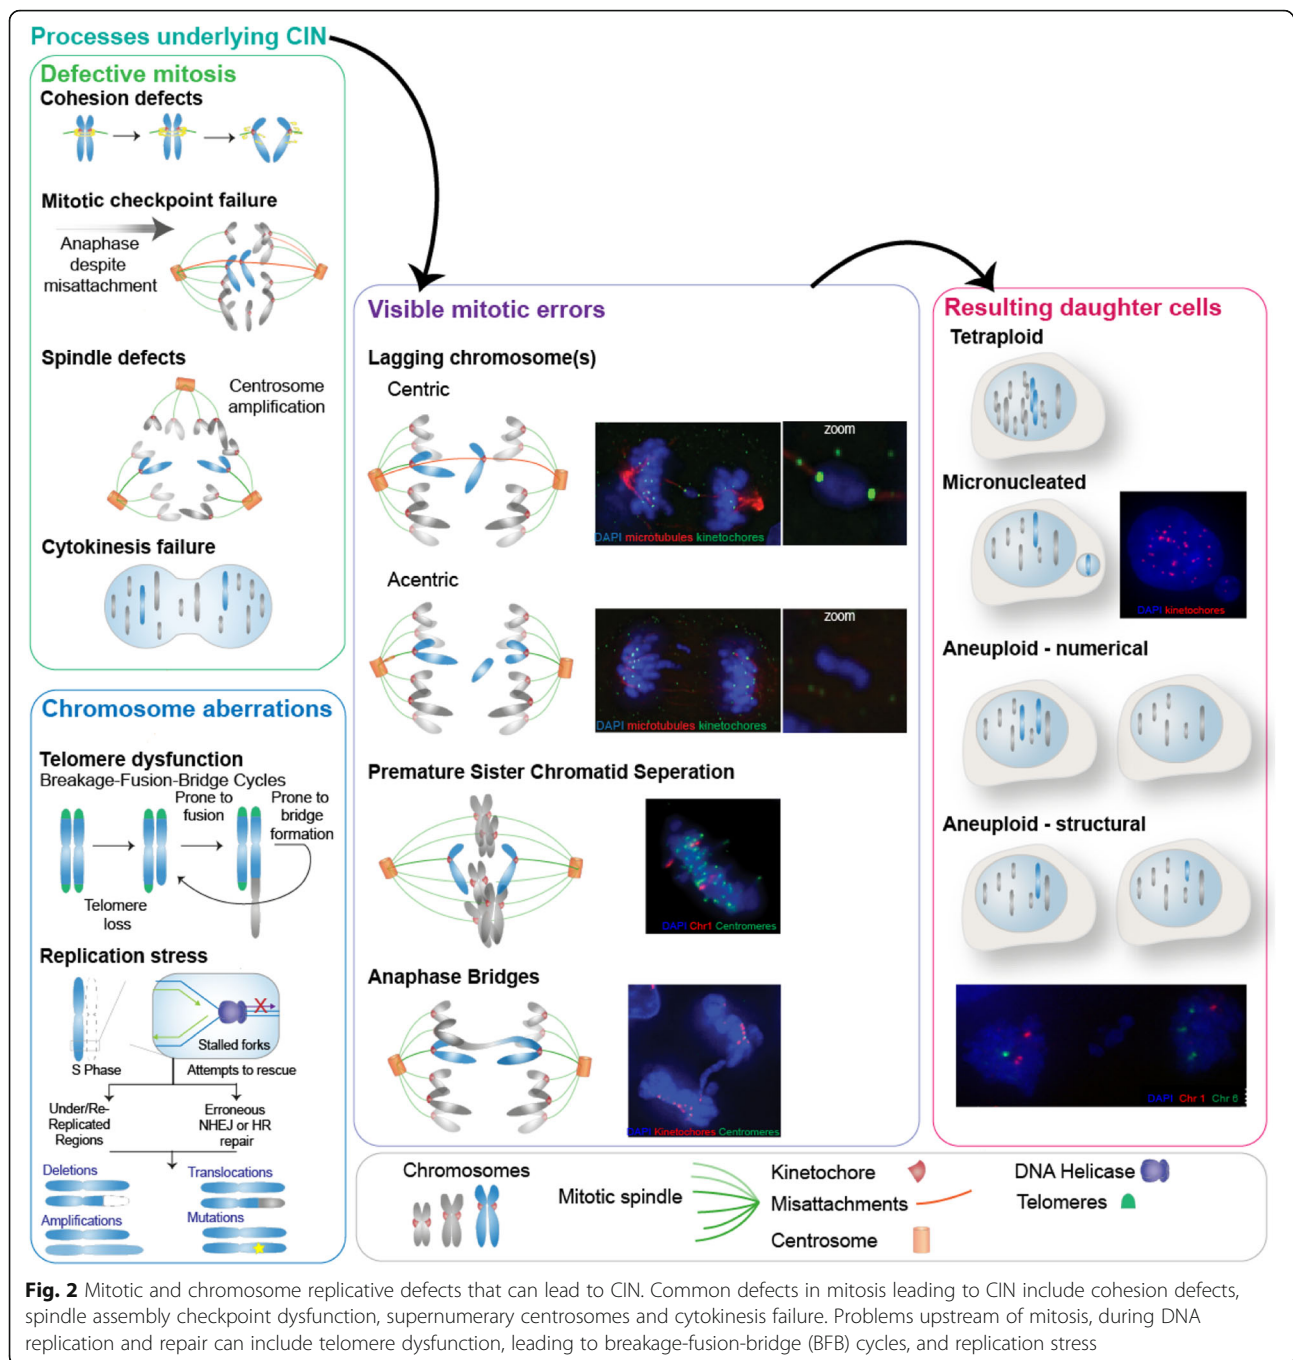 Processes underlying CIN
Defective mitosis
Cohesion defects
Mitotic checkpoint failure
Anaphase
despite
misattachment
Spindle defects
Centrosome
amplification
Cytokinesis failure
Chromosome aberrations
Telomere dysfunction
Breakage-Fusion-Bridge Cycles
Prone to
fusion
Prone to
bridge
formation
Telomere
loss
Replication stress
X
Stalled forks
S Phase
Attempts to rescue
Under/Re-
Replicated
Regions
Erroneous
NHEJ or HR
repair
Deletions
Translocations
Amplifications
Mutations
Visible mitotic errors
Lagging chromosome(s)
Centric
zoom
DAPI microtubules kinetochores
Acentric
zoom
DAPI microtubules kinetochores
Premature Sister Chromatid Seperation
DAPI Chr1 Centromeres
Anaphase Bridges
DAPI Kinetochores Centromeres
Resulting daughter cells
Tetraploid
Micronucleated
DAPI kinetochores
Aneuploid - numerical
Aneuploid - structural
DAPI Chr 1 Chr 6
Chromosomes
Mitotic spindle
Kinetochore
Misattachments
Centrosome
DNA Helicase
Telomeres
Fig. 2 Mitotic and chromosome replicative defects that can lead to CIN. Common defects in mitosis leading to CIN include cohesion defects,
spindle assembly checkpoint dysfunction, supernumerary centrosomes and cytokinesis failure. Problems upstream of mitosis, during DNA
replication and repair can include telomere dysfunction, leading to breakage-fusion-bridge (BFB) cycles, and replication stress